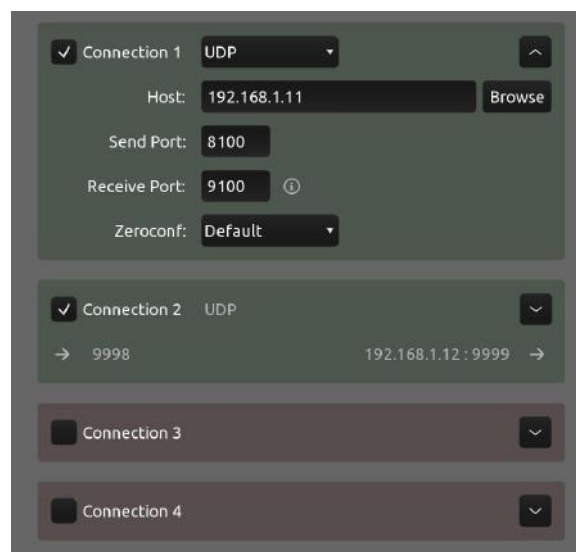 Connection 1 UDP
Host: 192.168.1.11 Browse
Send Port: 8100
Receive Port: 9100
Zeroconf: Default
Connection 2 UDP
→ 9998 192.168.1.12 : 9999 →
Connection 3
Connection 4